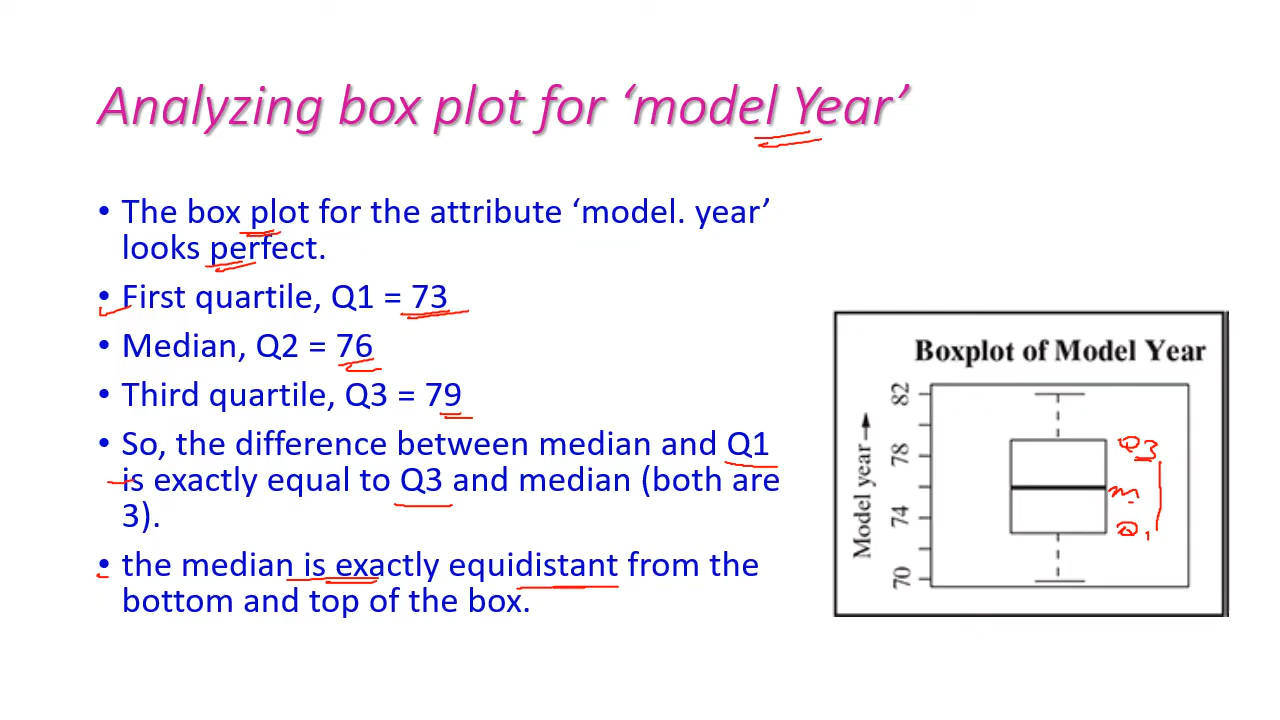 Analyzing box plot for ‘model Year’
• The box plot for the attribute ‘model. year’
looks perfect.
• First quartile, Q1 = 73
• Median, Q2 = 76
• Third quartile, Q3 = 79
• So, the difference between median and Q1
is exactly equal to Q3 and median (both are
3).
• the median is exactly equidistant from the
bottom and top of the box.
Boxplot of Model Year
Model year
82
78
74
70
Q3
m
Q1